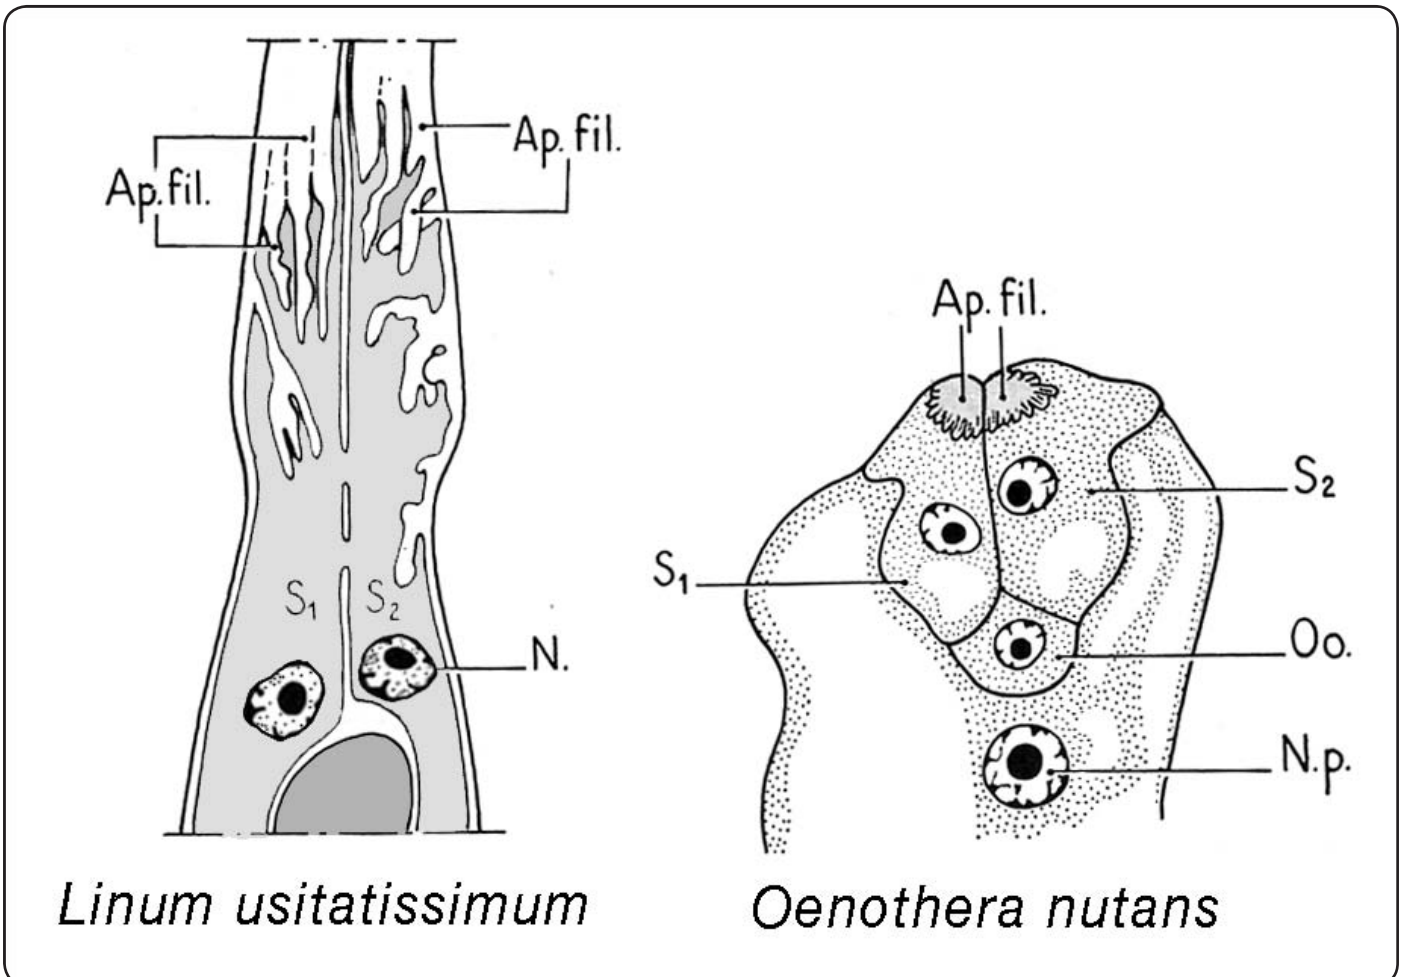 Ap. fil.
Ap. fil.
S₁ S₂
N.
Linum usitatissimum
Ap. fil.
S₂
S₁
Oo.
N.p.
Oenothera nutans